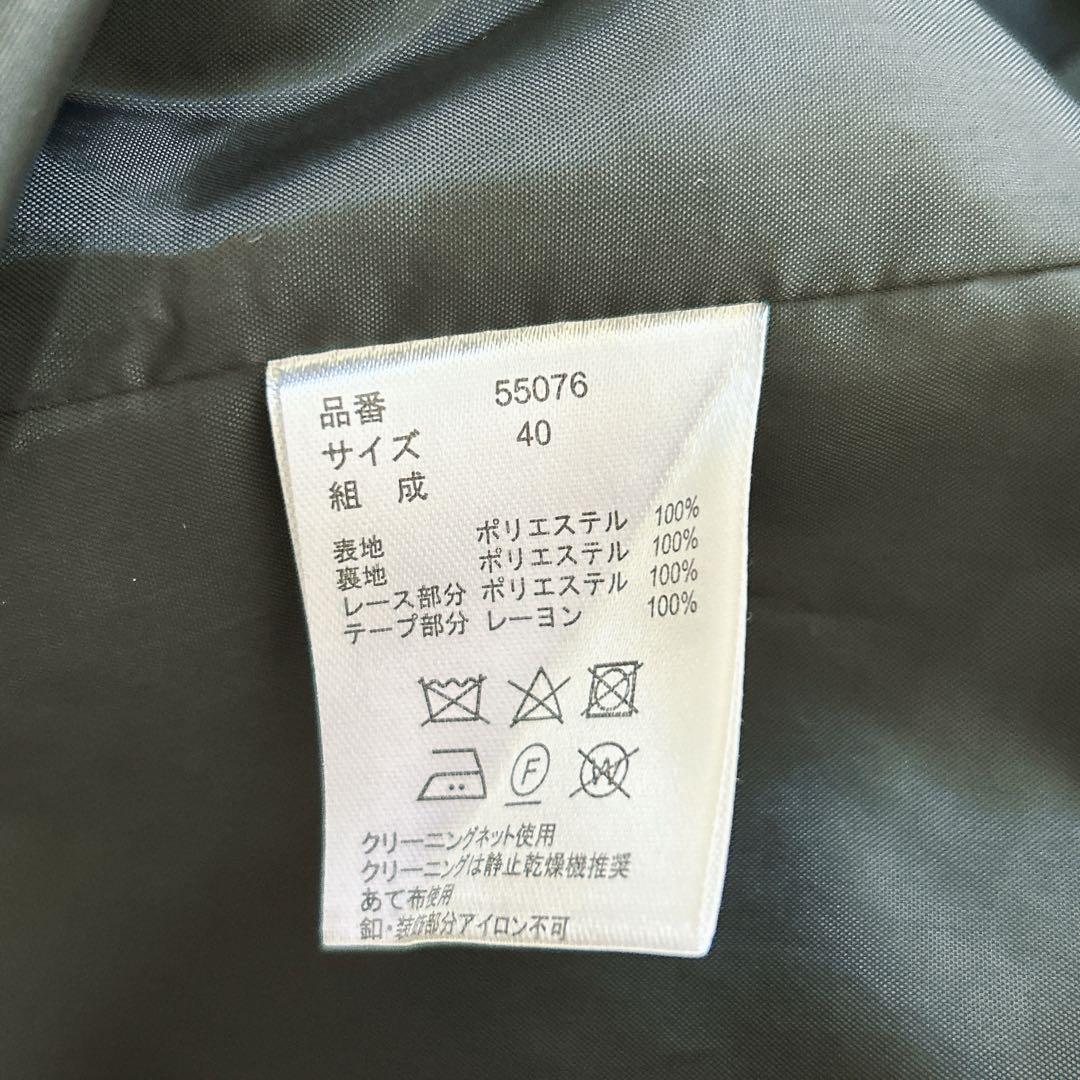 品番 55076
サイズ 40
組 成
表地 ポリエステル 100%
裏地 ポリエステル 100%
レース部分 ポリエステル 100%
テープ部分 レーヨン 100%
F W
クリーニングネット使用
クリーニングは静止乾燥機推奨
あて布使用
釦・装飾部分アイロン不可